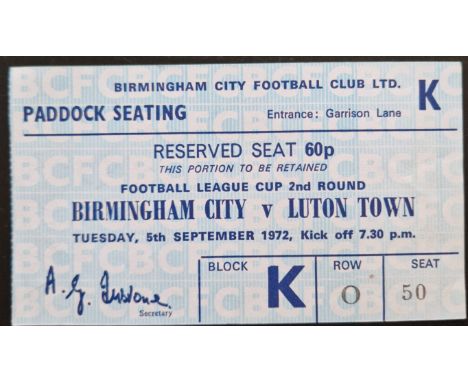 BIRMINGHAM CITY FOOTBALL CLUB LTD.
K
PADDOCK SEATING
Entrance: Garrison Lane
RESERVED SEAT 60p
THIS PORTION TO BE RETAINED
FOOTBALL LEAGUE CUP 2nd ROUND
BIRMINGHAM CITY v LUTON TOWN
TUESDAY, 5th SEPTEMBER 1972, Kick off 7.30 p.m.
A. G.
Secretary
BLOCK K
ROW O
SEAT 50